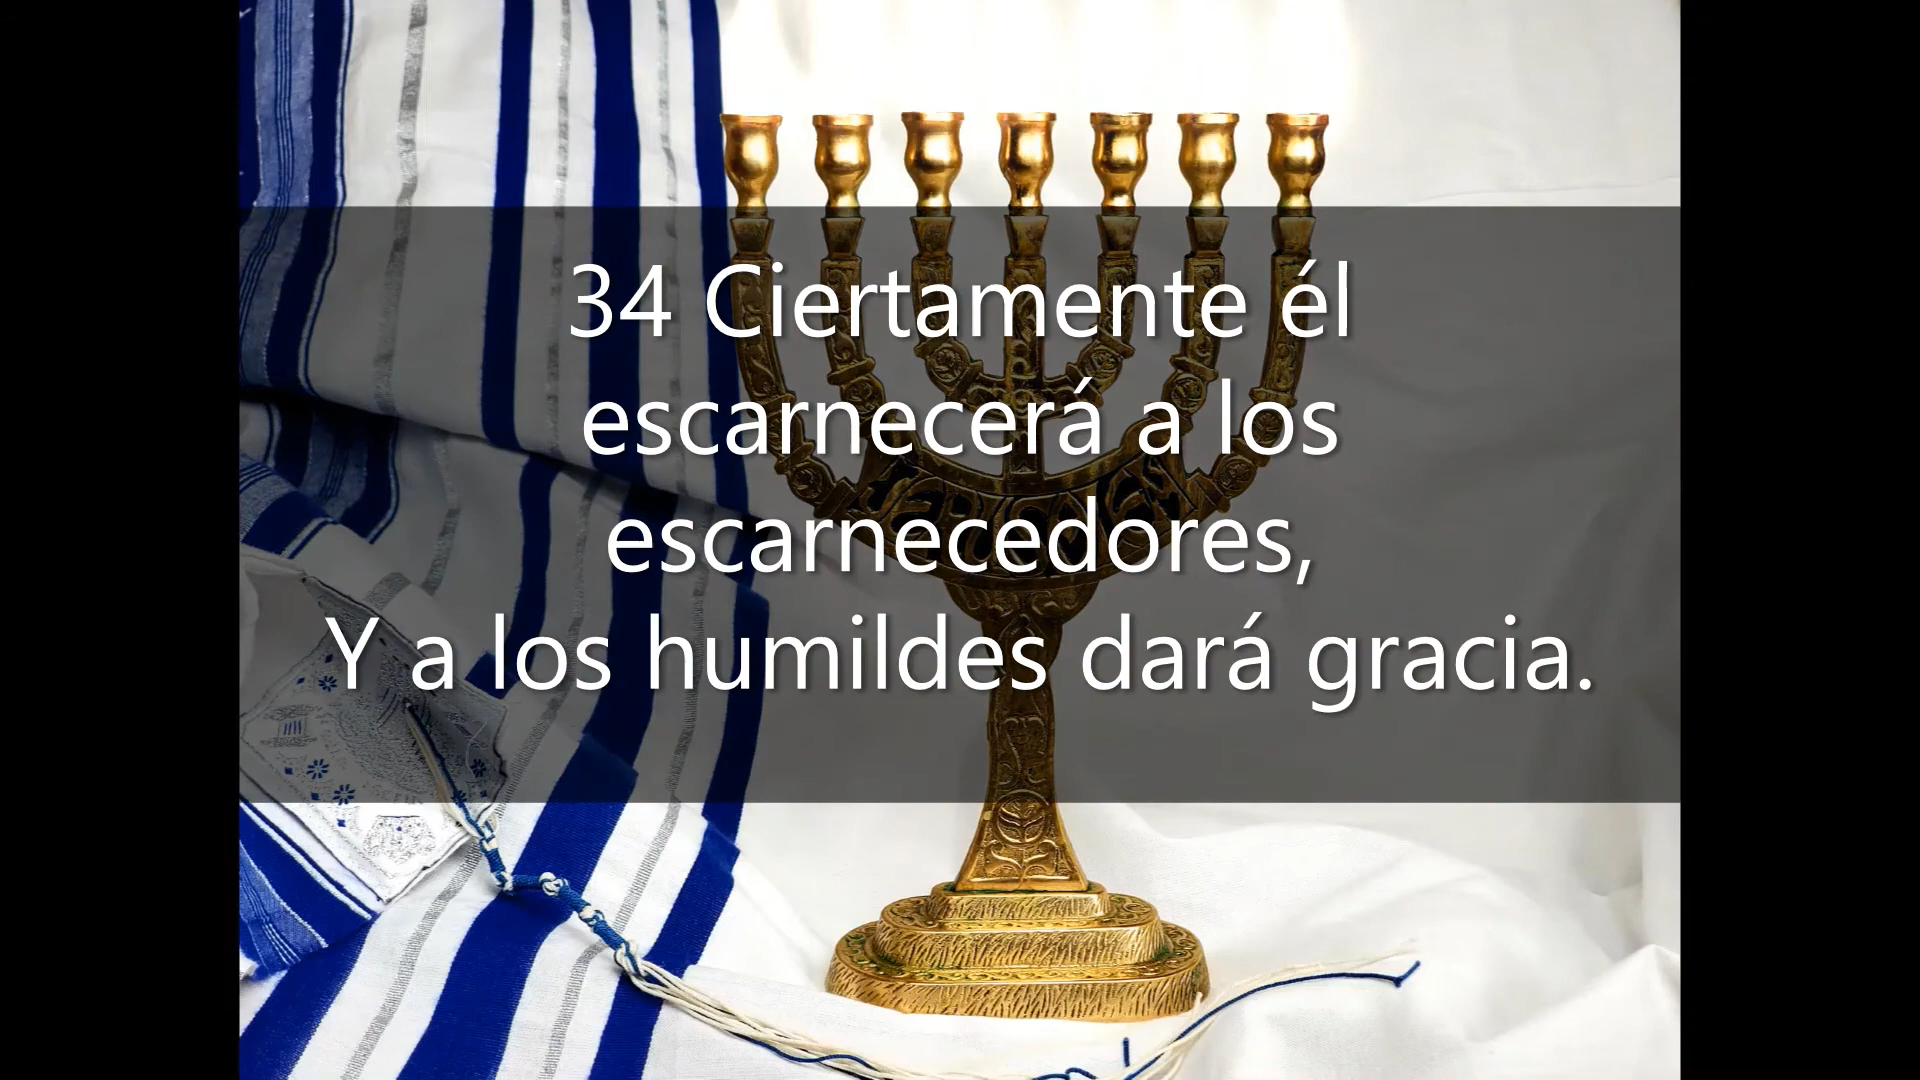 34 Ciertamente él
escarnecerá a los
escarnecedores,
Y a los humildes dará gracia.